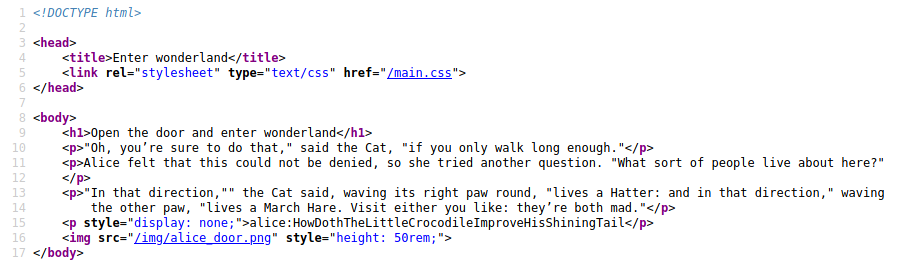 1 <!DOCTYPE html>
2
3 <head>
4     <title>Enter wonderland</title>
5     <link rel="stylesheet" type="text/css" href="/main.css">
6 </head>
7
8 <body>
9     <h1>Open the door and enter wonderland</h1>
10     <p>"Oh, you’re sure to do that," said the Cat, "if you only walk long enough."</p>
11     <p>Alice felt that this could not be denied, so she tried another question. "What sort of people live about here?"
12     </p>
13     <p>"In that direction,"" the Cat said, waving its right paw round, "lives a Hatter: and in that direction," waving
14         the other paw, "lives a March Hare. Visit either you like: they’re both mad."</p>
15     <p style="display: none;">alice:HowDothTheLittleCrocodileImproveHisShiningTail</p>
16     <img src="/img/alice_door.png" style="height: 50rem;">
17 </body>